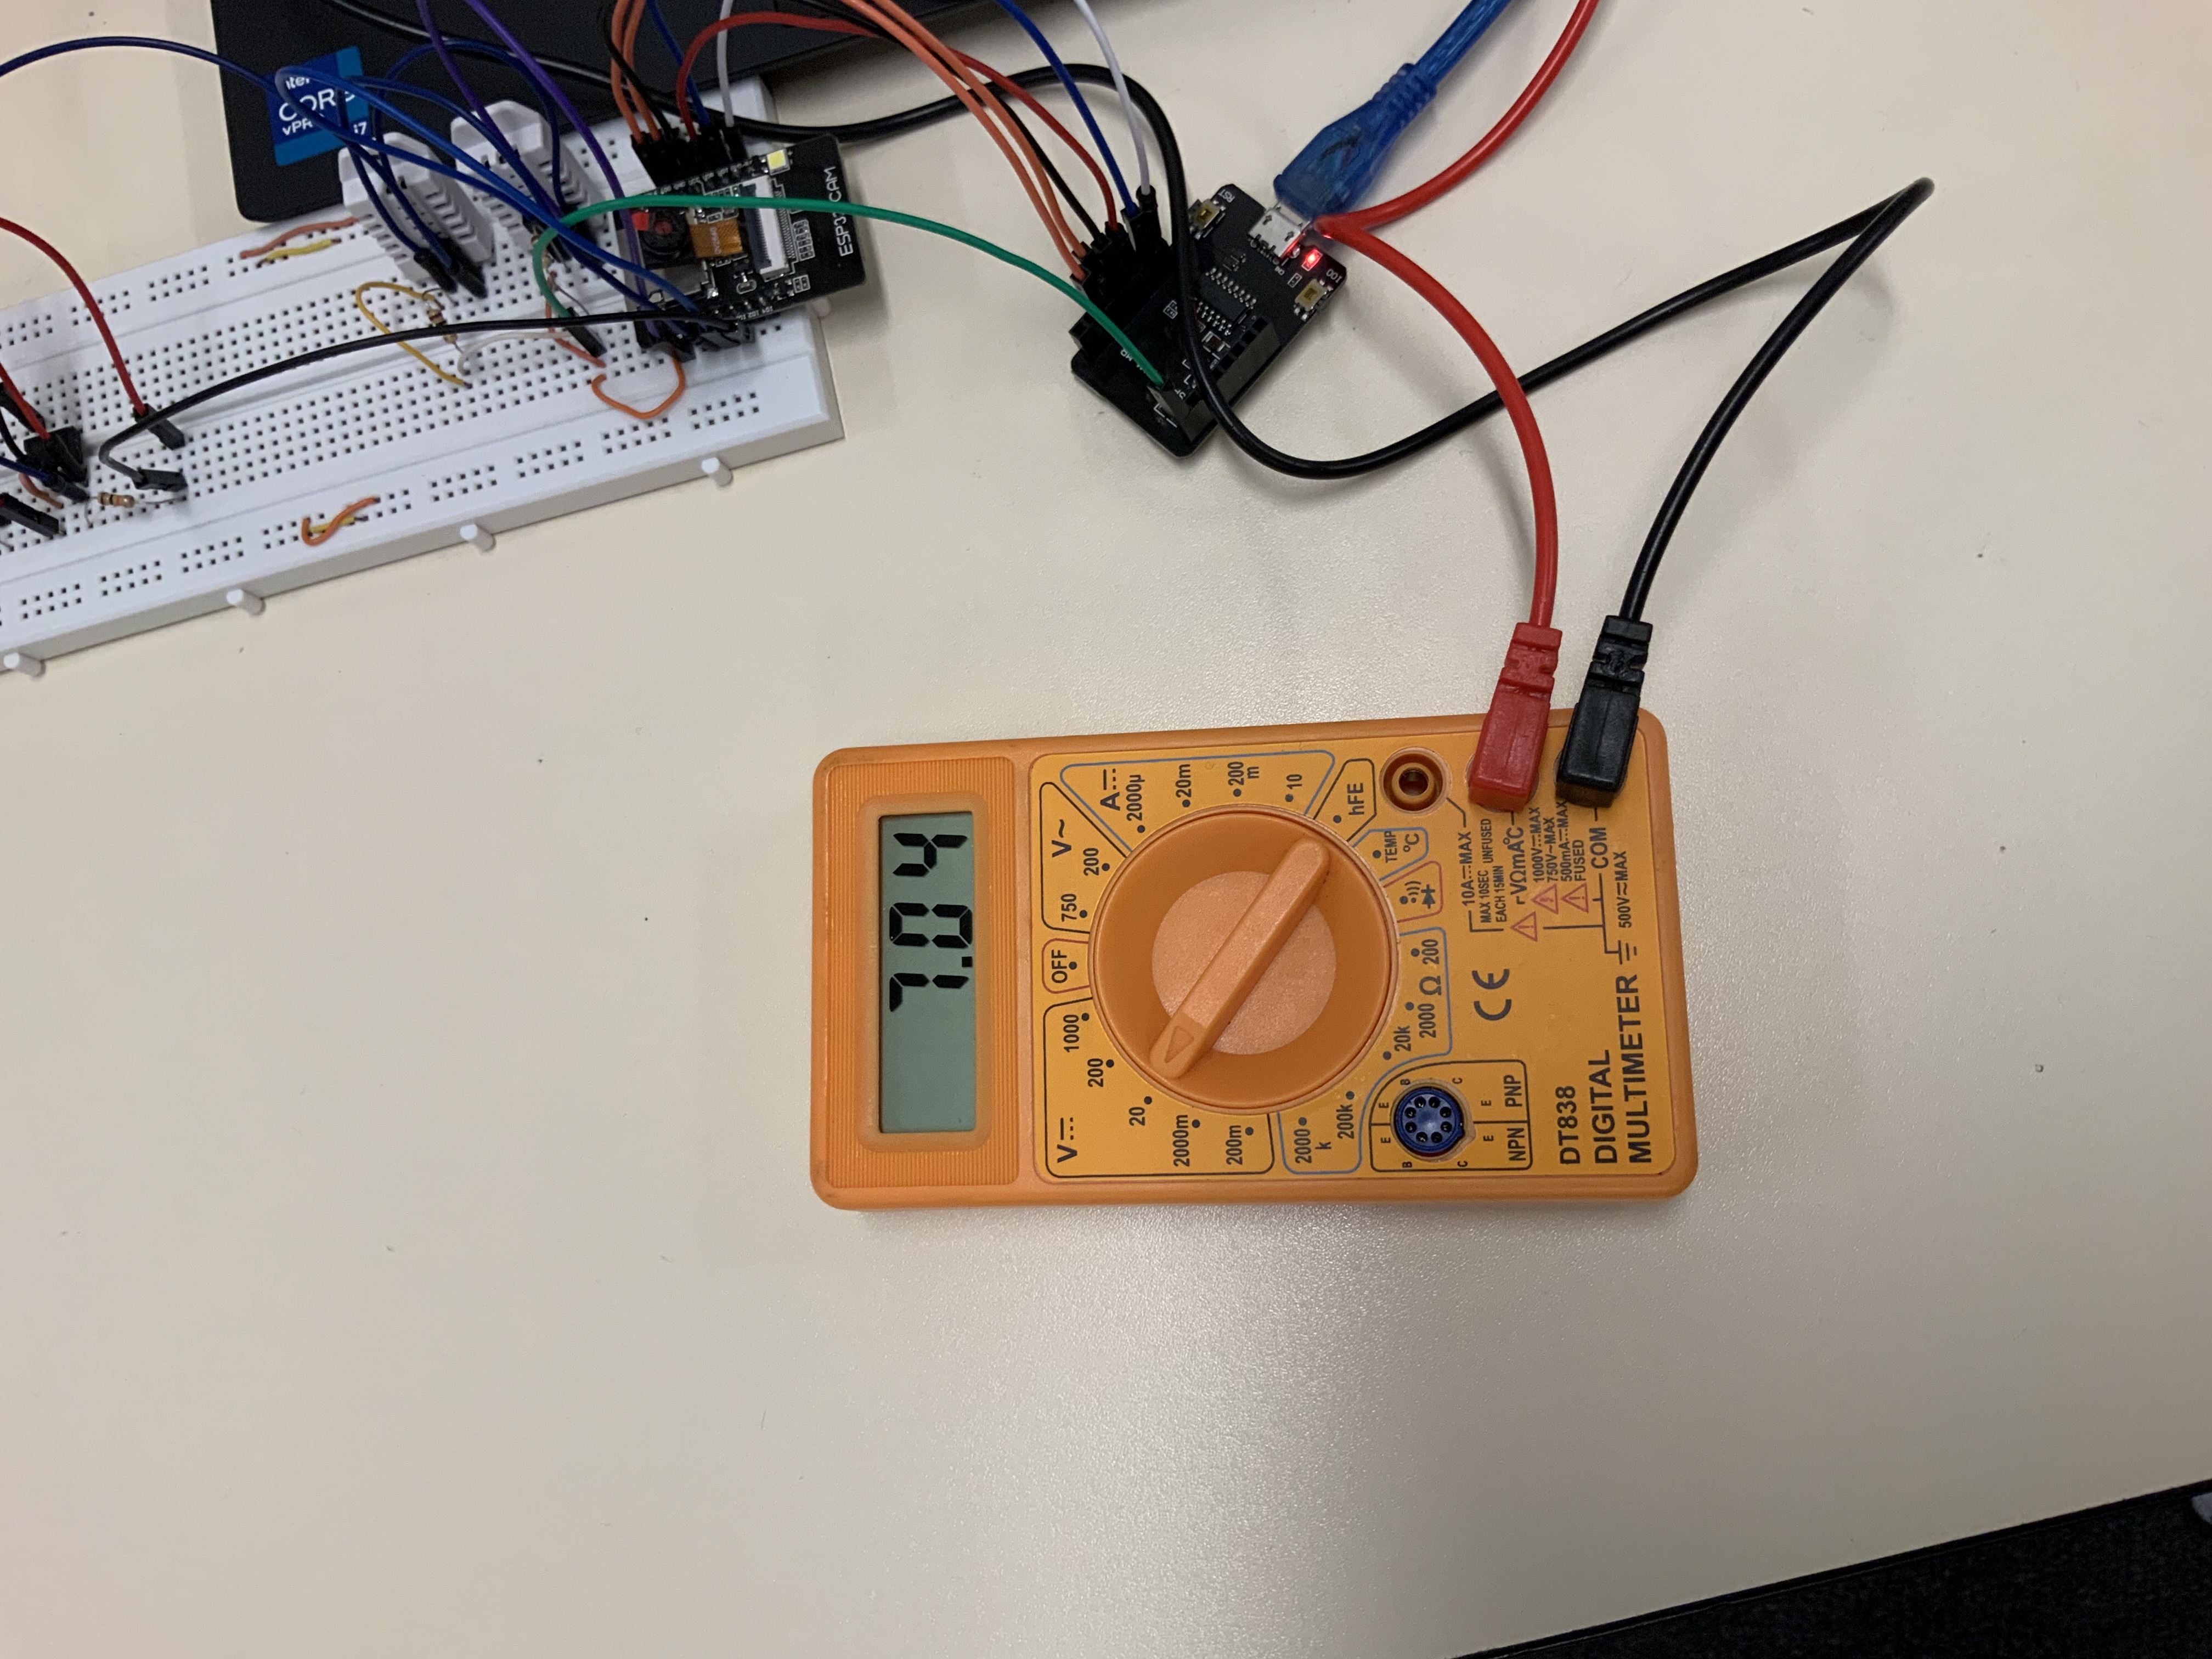 7.04
V⎓
1000
OFF
750
V~
200
200
A⎓
20
2000µ
2000m
20m
200m
200
m
10
2000
k
200k
hFE
TEMP
°C
20k
2000
Ω
200
E E
B B
C C
E E
NPN PNP
CE
10A⎓MAX
MAX 10SEC
EACH 15MIN
UNFUSED
VΩmA°C
1000V⎓MAX
750V~MAX
500mA⎓MAX
FUSED
COM
500V≂MAX
DT838
DIGITAL
MULTIMETER
ESP32-CAM
RST
IO0